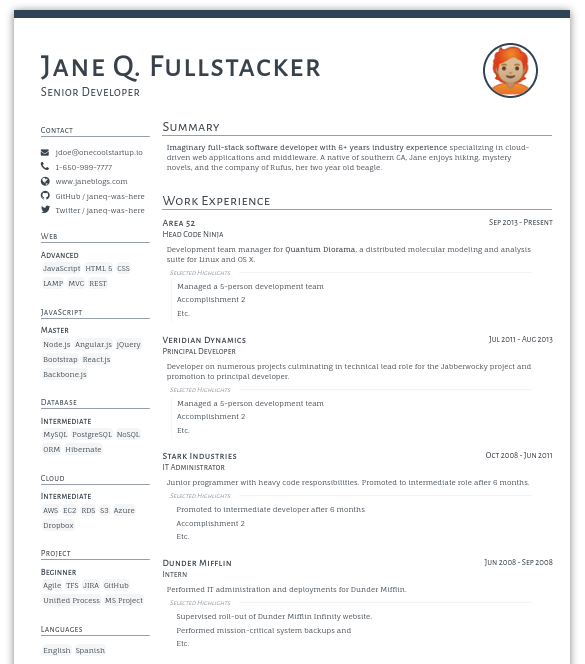 Jane Q. Fullstacker
Senior Developer
Contact
jdoe@onecoolstartup.io
1-650-999-7777
www.janeblogs.com
GitHub / janeq-was-here
Twitter / janeq-was-here
Web
Advanced
JavaScript HTML 5 CSS
LAMP MVC REST
JavaScript
Master
Node.js Angular.js jQuery
Bootstrap React.js
Backbone.js
Database
Intermediate
MySQL PostgreSQL NoSQL
ORM Hibernate
Cloud
Intermediate
AWS EC2 RDS S3 Azure
Dropbox
Project
Beginner
Agile TFS JIRA GitHub
Unified Process MS Project
Languages
English Spanish
Summary
Imaginary full-stack software developer with 6+ years industry experience specializing in cloud-
driven web applications and middleware. A native of southern CA, Jane enjoys hiking, mystery
novels, and the company of Rufus, her two year old beagle.
Work Experience
Area 52 Sep 2013 - Present
Head Code Ninja
Development team manager for Quantum Diorama, a distributed molecular modeling and analysis
suite for Linux and OS X.
Selected Highlights
Managed a 5-person development team
Accomplishment 2
Etc.
Veridian Dynamics Jul 2011 - Aug 2013
Principal Developer
Developer on numerous projects culminating in technical lead role for the Jabberwocky project and
promotion to principal developer.
Selected Highlights
Managed a 5-person development team
Accomplishment 2
Etc.
Stark Industries Oct 2008 - Jun 2011
IT Administrator
Junior programmer with heavy code responsibilities. Promoted to intermediate role after 6 months.
Selected Highlights
Promoted to intermediate developer after 6 months
Accomplishment 2
Etc.
Dunder Mifflin Jun 2008 - Sep 2008
Intern
Performed IT administration and deployments for Dunder Mifflin.
Selected Highlights
Supervised roll-out of Dunder Mifflin Infinity website.
Performed mission-critical system backups and
Etc.